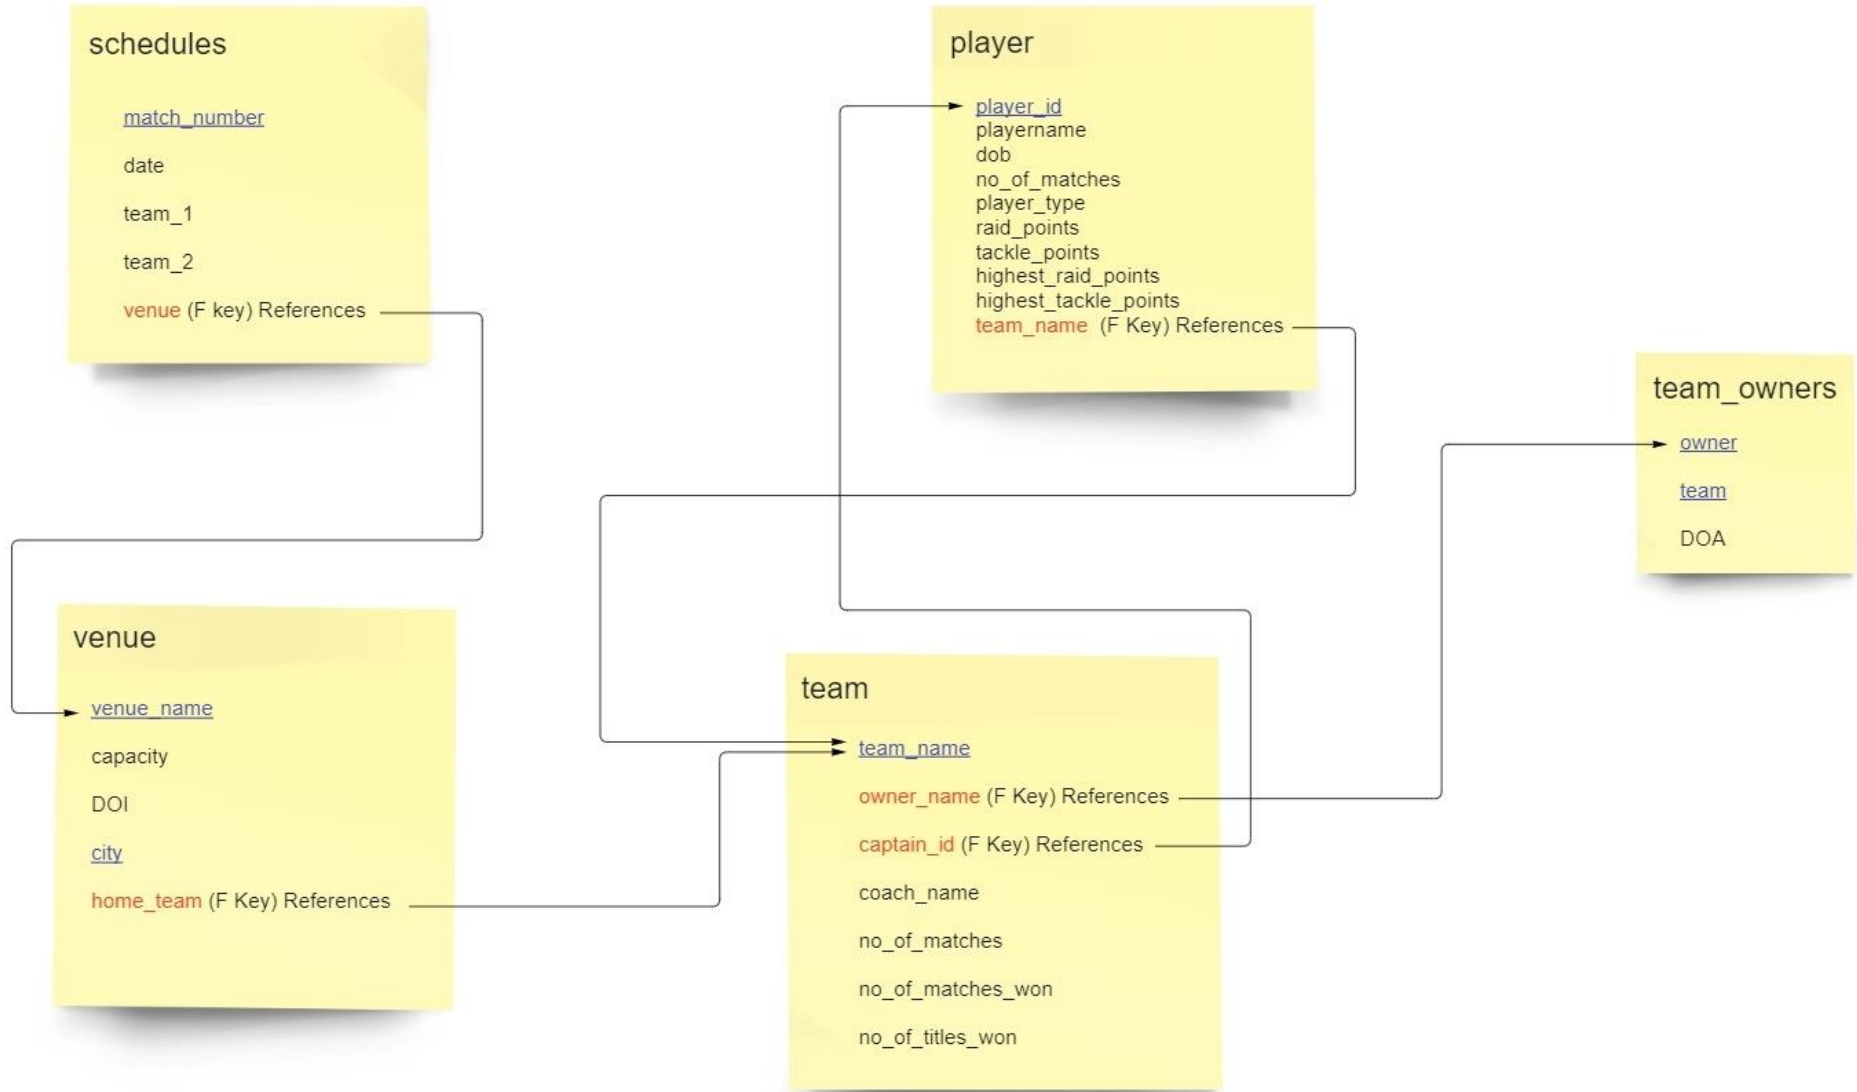 schedules
match_number
date
team_1
team_2
venue (F key) References
player
player_id
playername
dob
no_of_matches
player_type
raid_points
tackle_points
highest_raid_points
highest_tackle_points
team_name (F Key) References
team_owners
owner
team
DOA
venue
venue_name
capacity
DOI
city
home_team (F Key) References
team
team_name
owner_name (F Key) References
captain_id (F Key) References
coach_name
no_of_matches
no_of_matches_won
no_of_titles_won